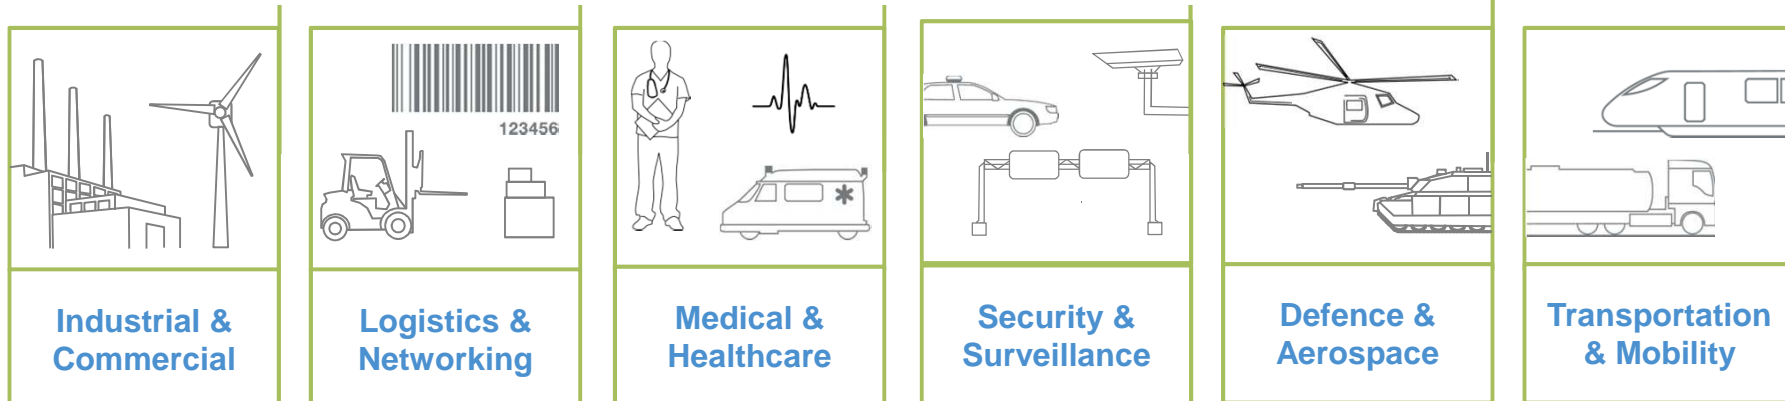 123456
Industrial &
Commercial
Logistics &
Networking
Medical &
Healthcare
Security &
Surveillance
Defence &
Aerospace
Transportation
& Mobility